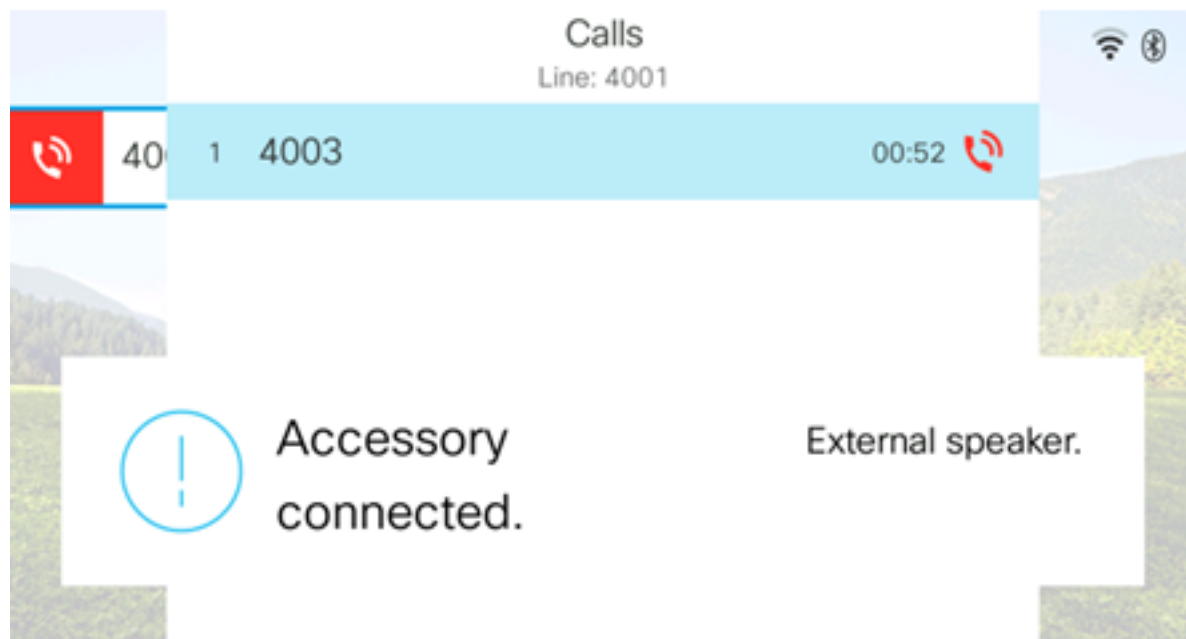 Calls
Line: 4001
40
1 4003 00:52
Accessory External speaker.
connected.